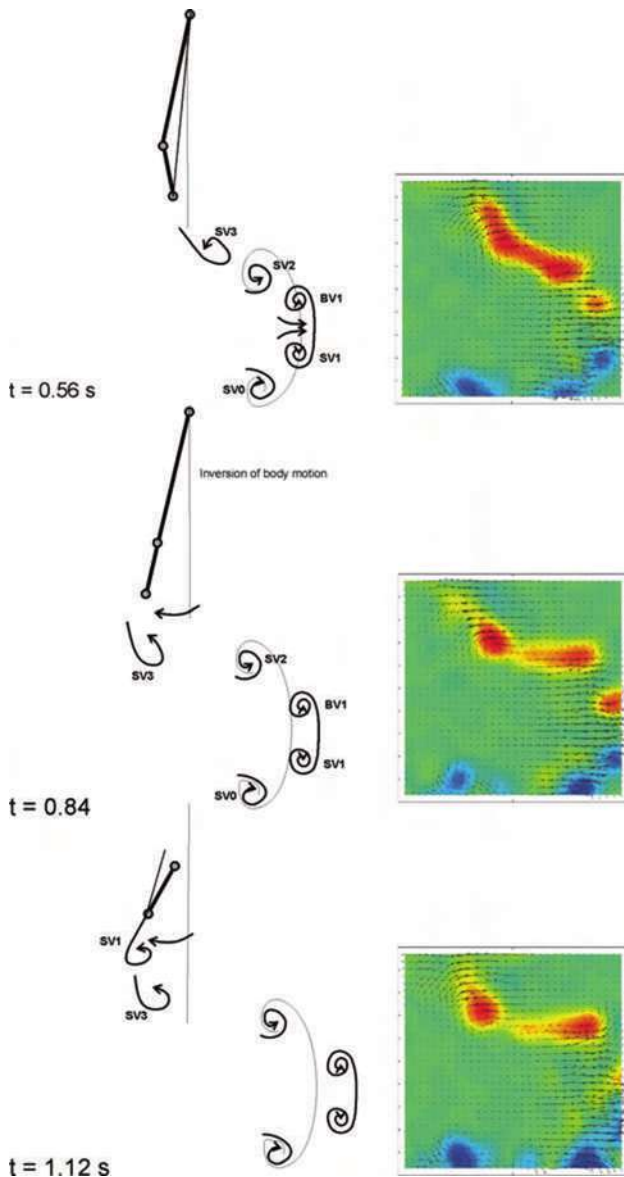 SV3
SV2
BV1
SV1
SV0
t = 0.56 s
Inversion of body motion
SV3
SV2
BV1
SV1
SV0
t = 0.84
SV1
SV3
t = 1.12 s